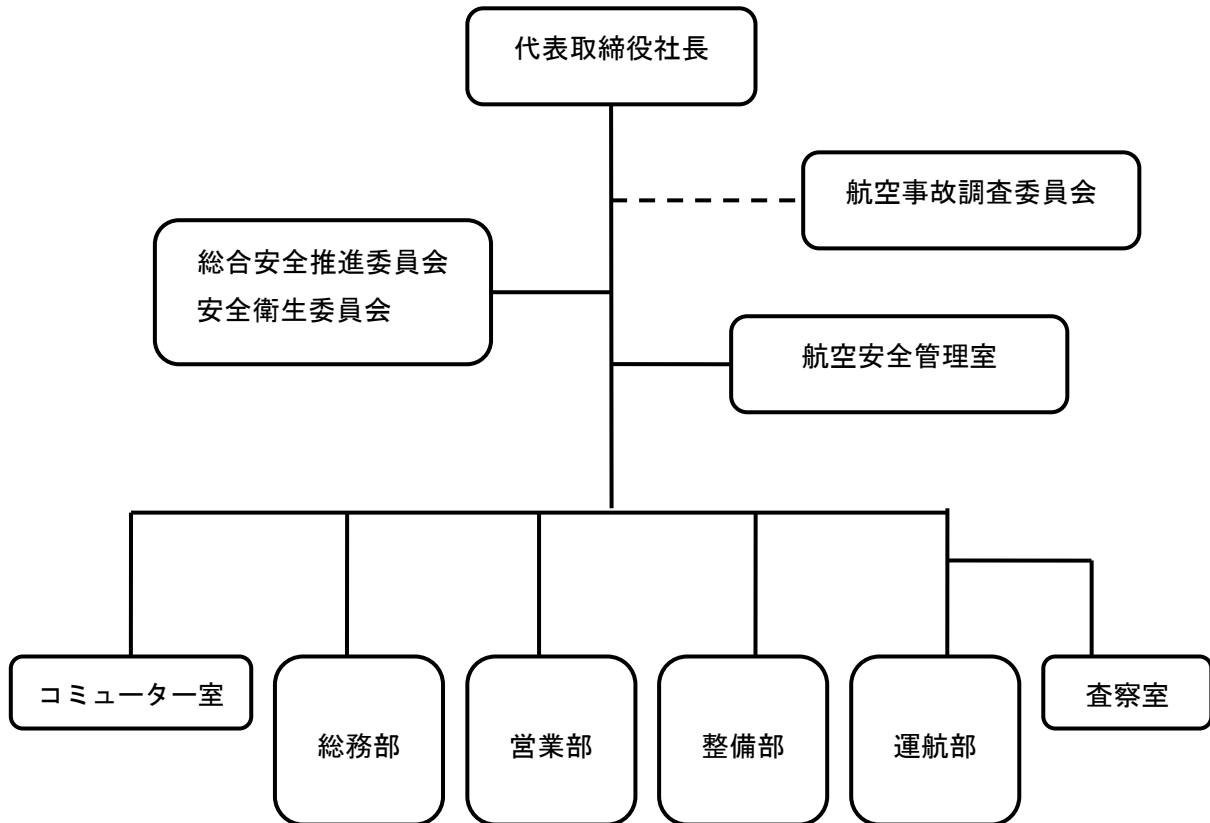 代表取締役社長
航空事故調査委員会
総合安全推進委員会
安全衛生委員会
航空安全管理室
コミューター室
総務部
営業部
整備部
運航部
査察室